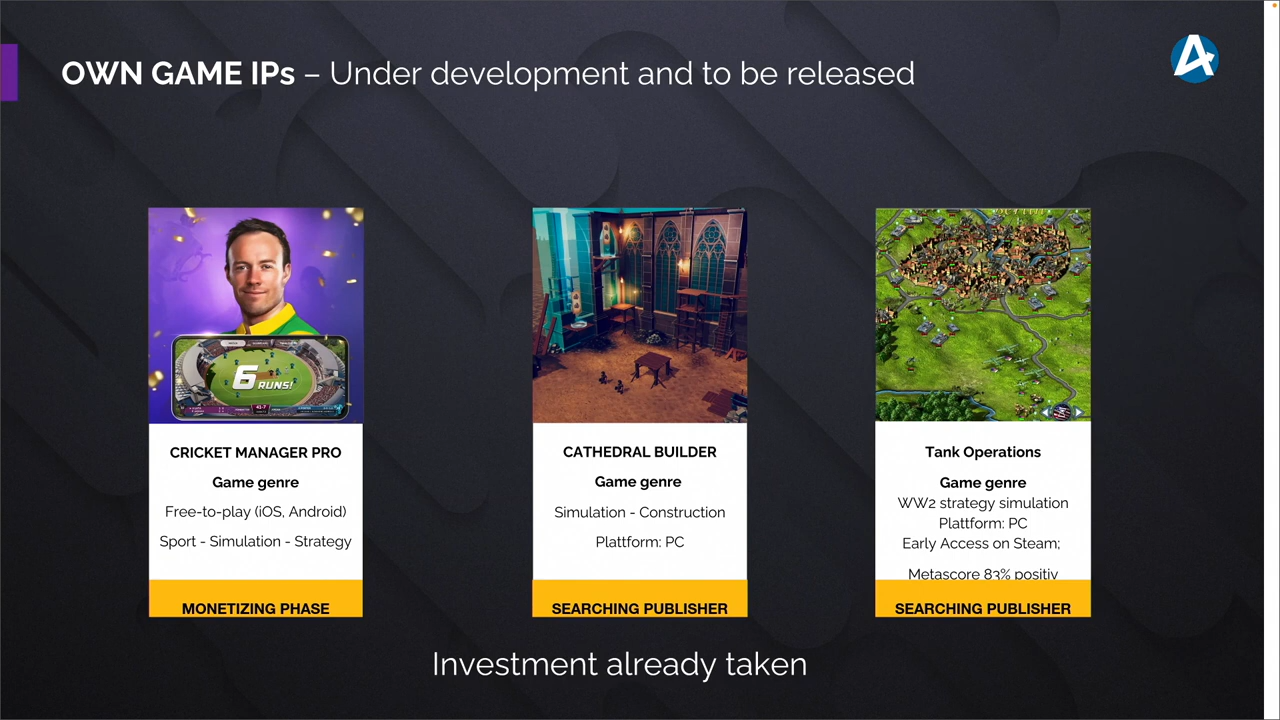 OWN GAME IPs – Under development and to be released
6 RUNS!
CRICKET MANAGER PRO
Game genre
Free-to-play (iOS, Android)
Sport - Simulation - Strategy
MONETIZING PHASE
CATHEDRAL BUILDER
Game genre
Simulation - Construction
Plattform: PC
SEARCHING PUBLISHER
Tank Operations
Game genre
WW2 strategy simulation
Plattform: PC
Early Access on Steam;
Metascore 83% positiv
SEARCHING PUBLISHER
Investment already taken